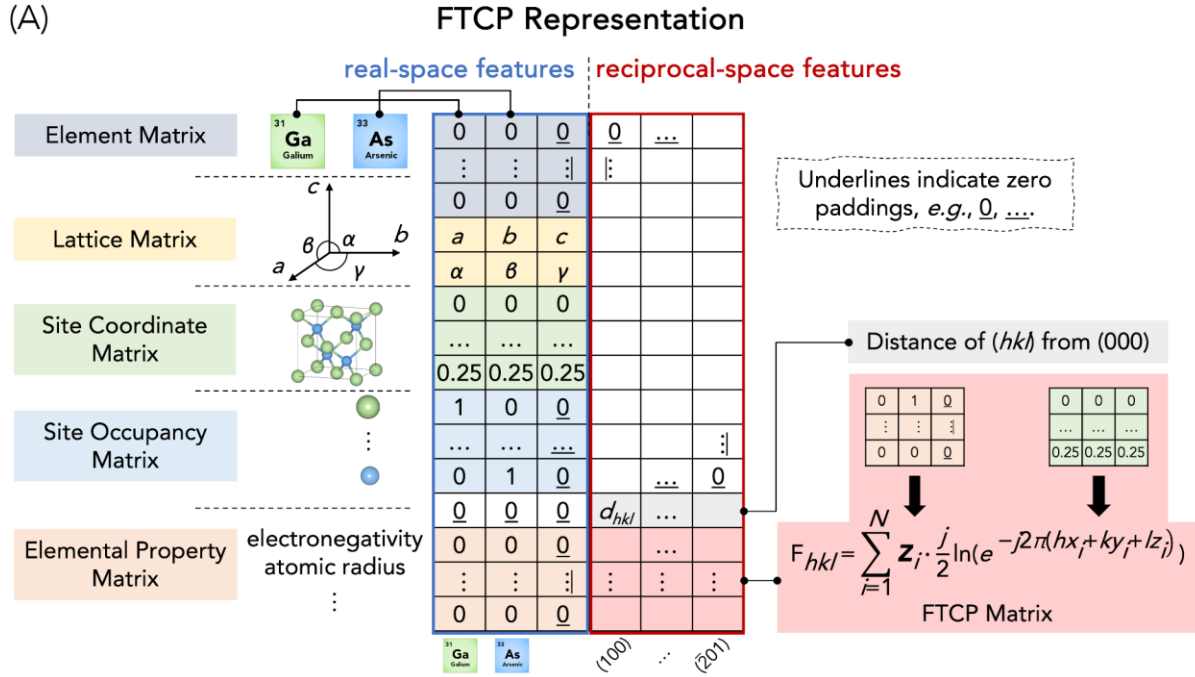 (A)
FTCP Representation
real-space features
reciprocal-space features
Element Matrix
31
Ga
Galium
33
As
Arsenic
0 0 0 0 ...
⋮ ⋮ ⋮ ⋮
0 0 0
Underlines indicate zero
paddings, e.g., 0, ....
Lattice Matrix
c
β α b
a γ
a b c
α β γ
Site Coordinate
Matrix
0 0 0
... ... ...
0.25 0.25 0.25
Distance of (hkl) from (000)
Site Occupancy
Matrix
⋮
1 0 0
... ... ... ⋮
0 1 0 ... 0
0 0 0 d_hkl ...
0 1 0
⋮ ⋮ ⋮
0 0 0
0 0 0
... ... ...
0.25 0.25 0.25
Elemental Property
Matrix
electronegativity
atomic radius
⋮
0 0 0 ...
⋮ ⋮ ⋮ ⋮ ⋮ ⋮
0 0 0
F_hkl = ∑_{i=1}^{N} z_i · j/2 ln(e^{-j2π(hx_i+ky_i+lz_i)})
FTCP Matrix
31
Ga
Galium
33
As
Arsenic
(100) ... (2̄01)